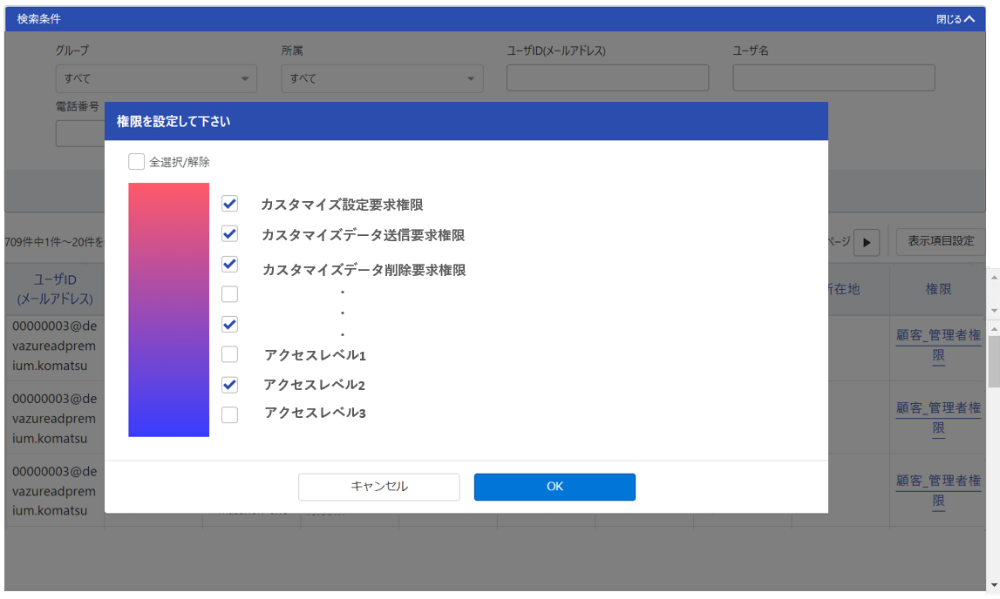 検索条件
閉じる
グループ
所属
ユーザID(メールアドレス)
ユーザ名
すべて
すべて
電話番号
権限を設定して下さい
全選択/解除
カスタマイズ設定要求権限
カスタマイズデータ送信要求権限
カスタマイズデータ削除要求権限
・
・
・
アクセスレベル1
アクセスレベル2
アクセスレベル3
キャンセル
OK
709件中1件～20件を
ページ
表示項目設定
ユーザID
(メールアドレス)
所在地
権限
00000003@de
vazureadprem
ium.komatsu
顧客_管理者権
限
00000003@de
vazureadprem
ium.komatsu
顧客_管理者権
限
00000003@de
vazureadprem
ium.komatsu
顧客_管理者権
限